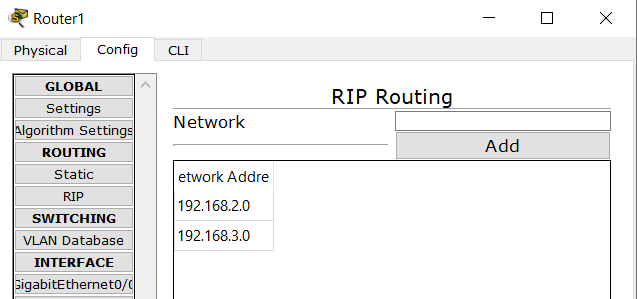 Router1
Physical Config CLI
GLOBAL
Settings
Algorithm Settings
ROUTING
Static
RIP
SWITCHING
VLAN Database
INTERFACE
GigabitEthernet0/0
RIP Routing
Network
Add
etwork Addre
192.168.2.0
192.168.3.0